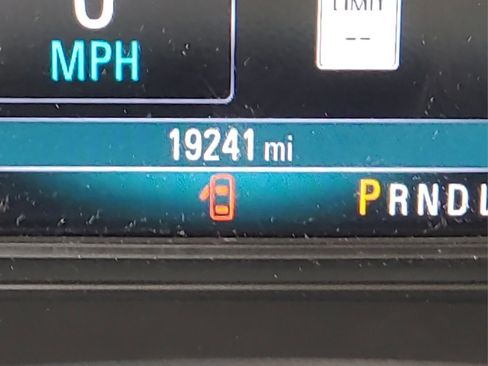 0
LIMIT
MPH
--
19241 mi
PRNDL